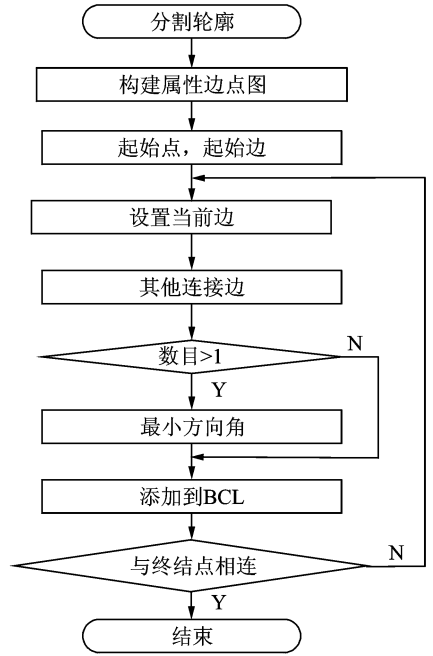 分割轮廓
构建属性边点图
起始点，起始边
设置当前边
其他连接边
数目>1
N
Y
最小方向角
添加到BCL
与终结点相连
N
Y
结束